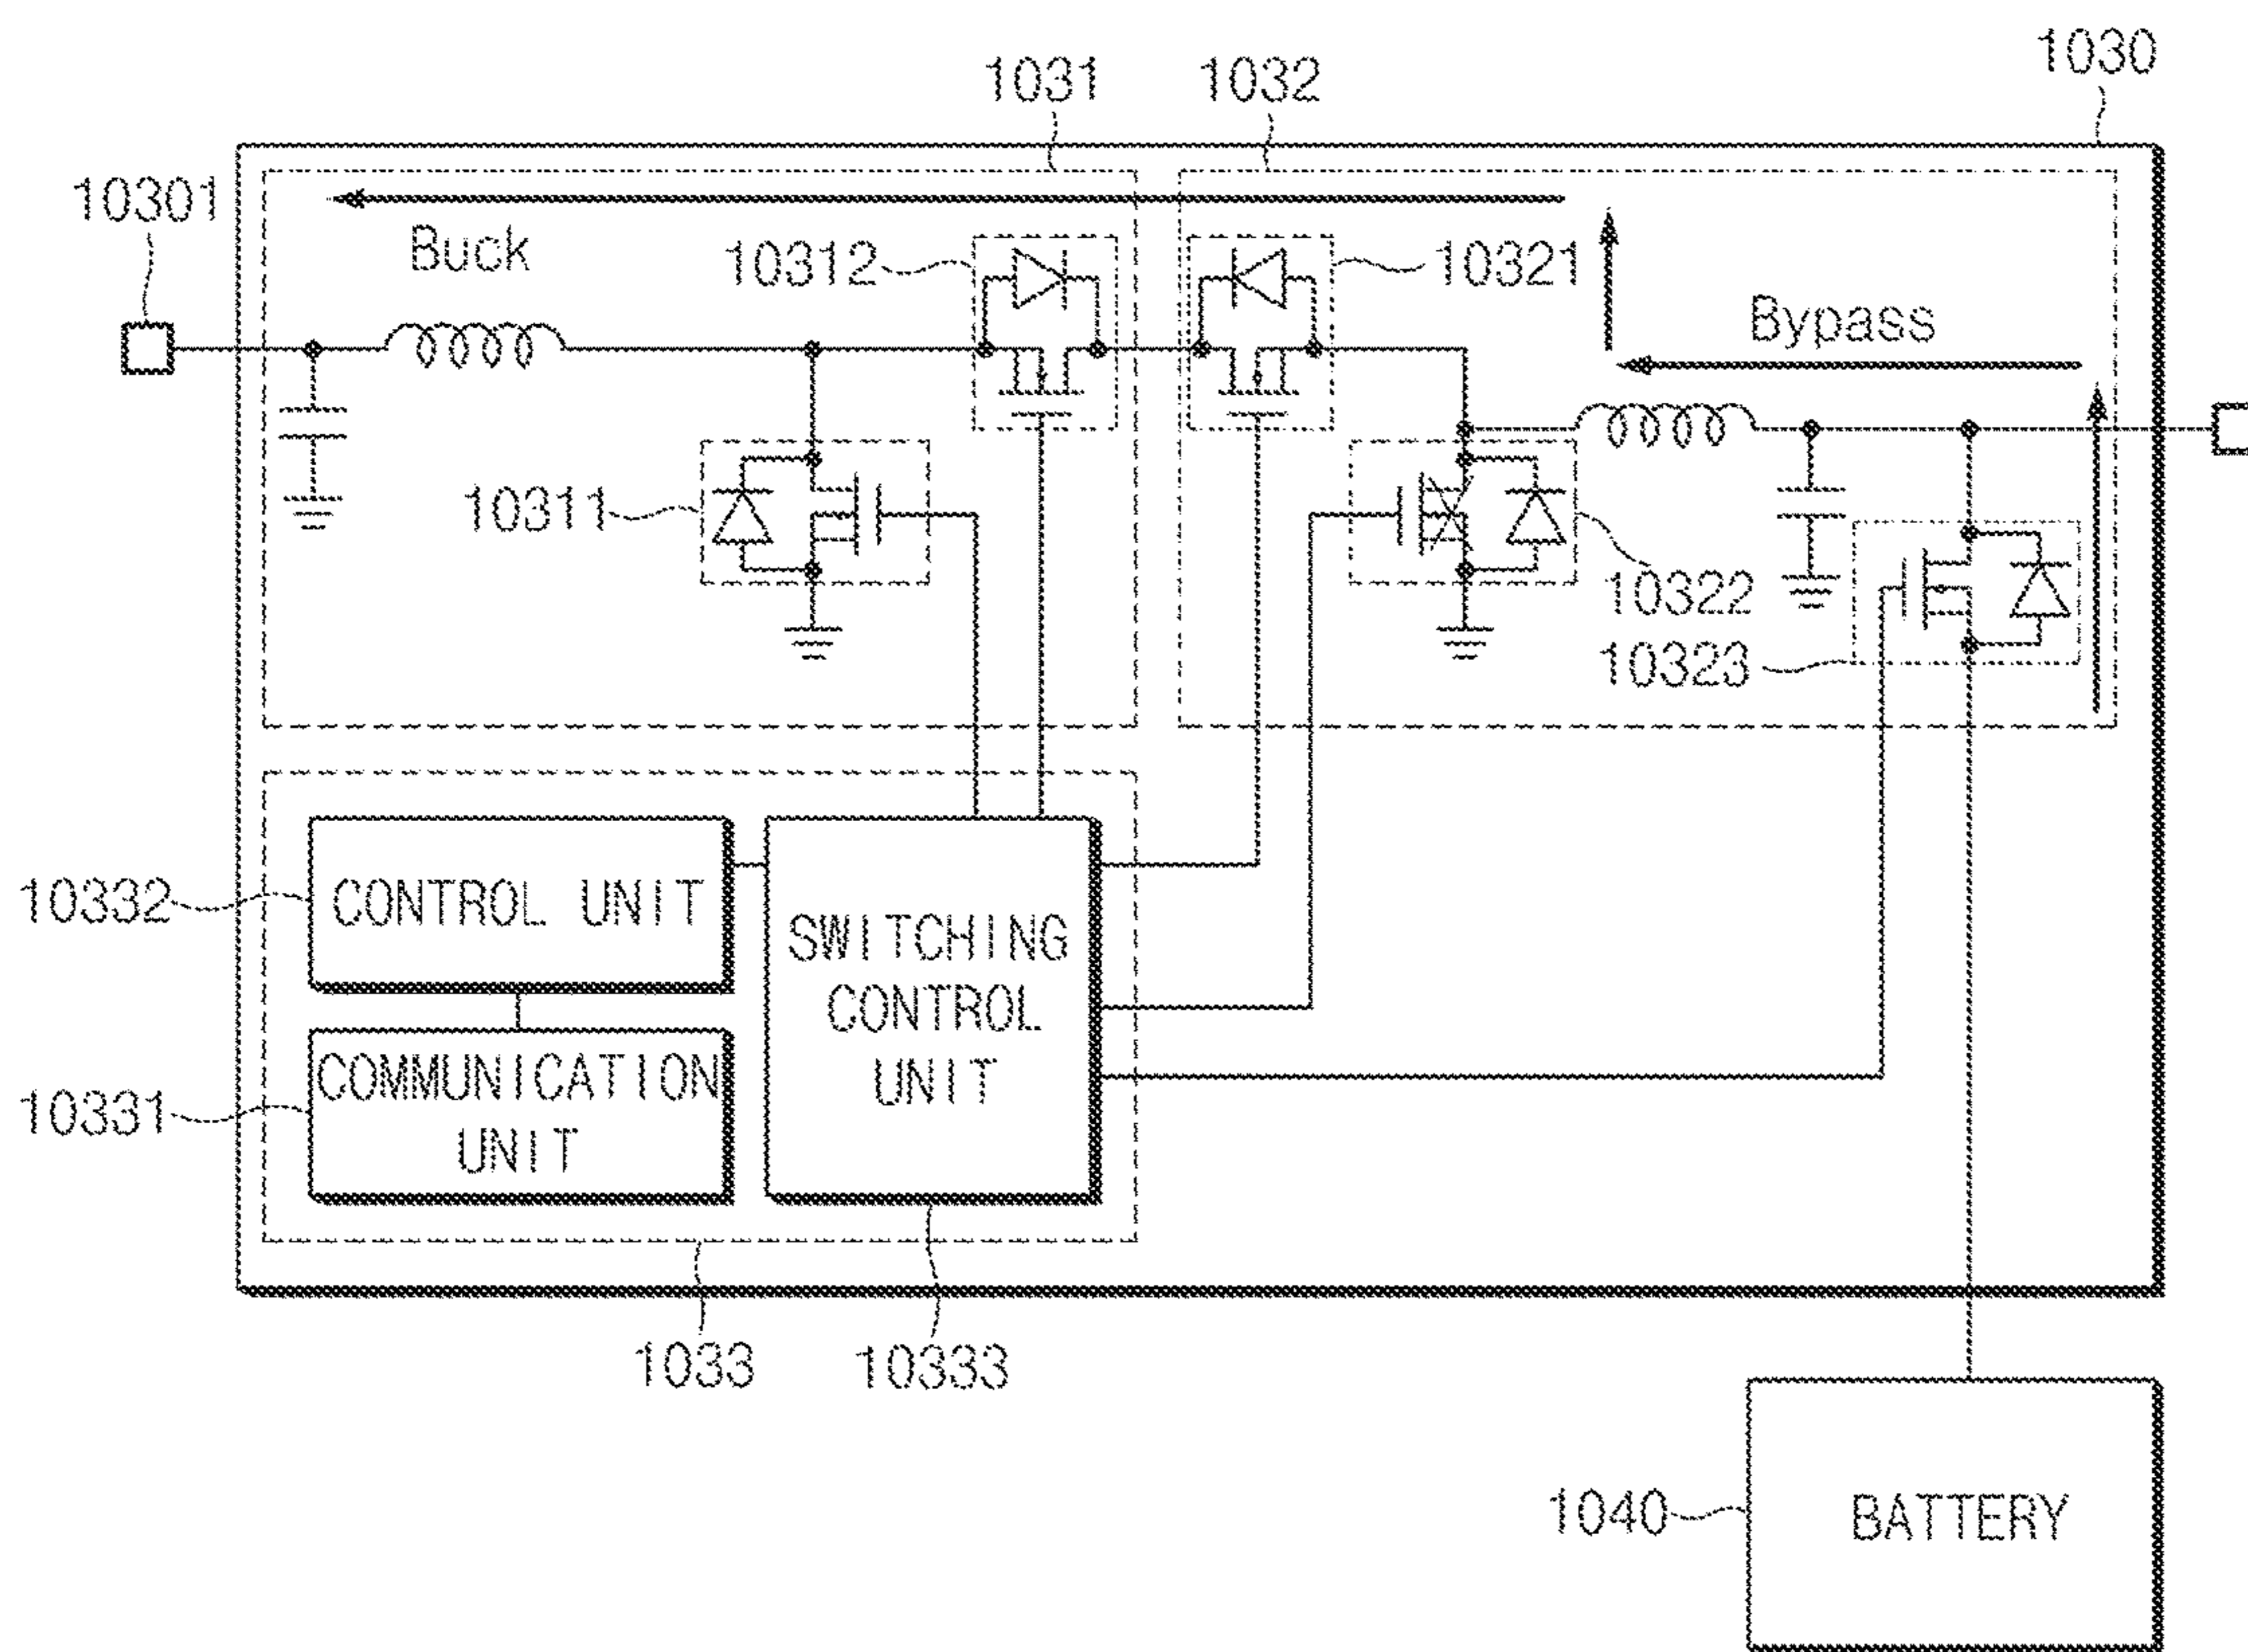 1030
1031
1032
10301
Buck
10312
10321
Bypass
10311
10322
10323
10332
CONTROL UNIT
SWITCHING
CONTROL
UNIT
10331
COMMUNICATION
UNIT
1033
10333
1040
BATTERY